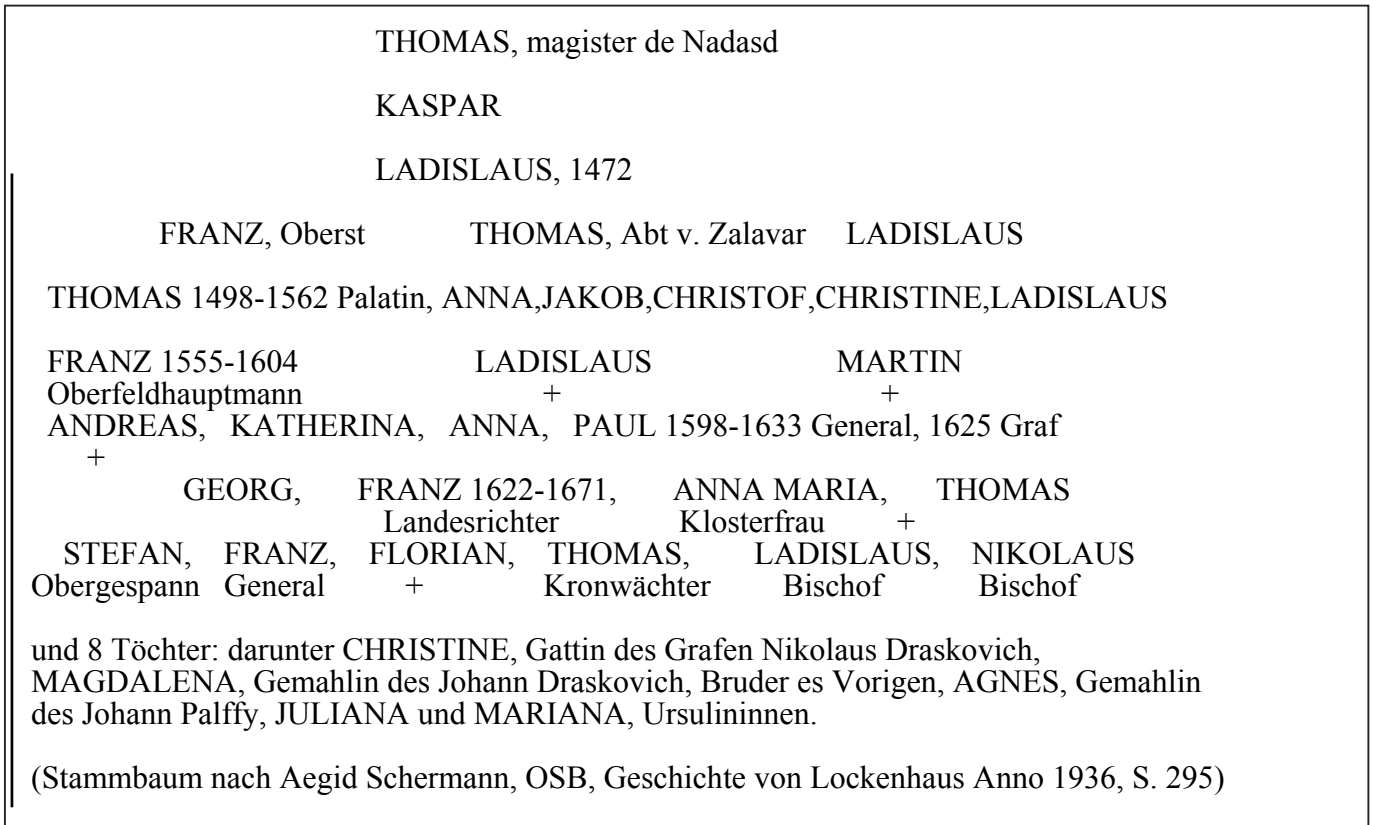 THOMAS, magister de Nadasd
KASPAR
LADISLAUS, 1472
FRANZ, Oberst THOMAS, Abt v. Zalavar LADISLAUS
THOMAS 1498-1562 Palatin, ANNA,JAKOB,CHRISTOF,CHRISTINE,LADISLAUS
FRANZ 1555-1604 LADISLAUS MARTIN
Oberfeldhauptmann + +
ANDREAS, KATHERINA, ANNA, PAUL 1598-1633 General, 1625 Graf
+
GEORG, FRANZ 1622-1671, ANNA MARIA, THOMAS
Landesrichter Klosterfrau +
STEFAN, FRANZ, FLORIAN, THOMAS, LADISLAUS, NIKOLAUS
Obergespann General + Kronwächter Bischof Bischof
und 8 Töchter: darunter CHRISTINE, Gattin des Grafen Nikolaus Draskovich,
MAGDALENA, Gemahlin des Johann Draskovich, Bruder es Vorigen, AGNES, Gemahlin
des Johann Palffy, JULIANA und MARIANA, Ursulininnen.
(Stammbaum nach Aegid Schermann, OSB, Geschichte von Lockenhaus Anno 1936, S. 295)